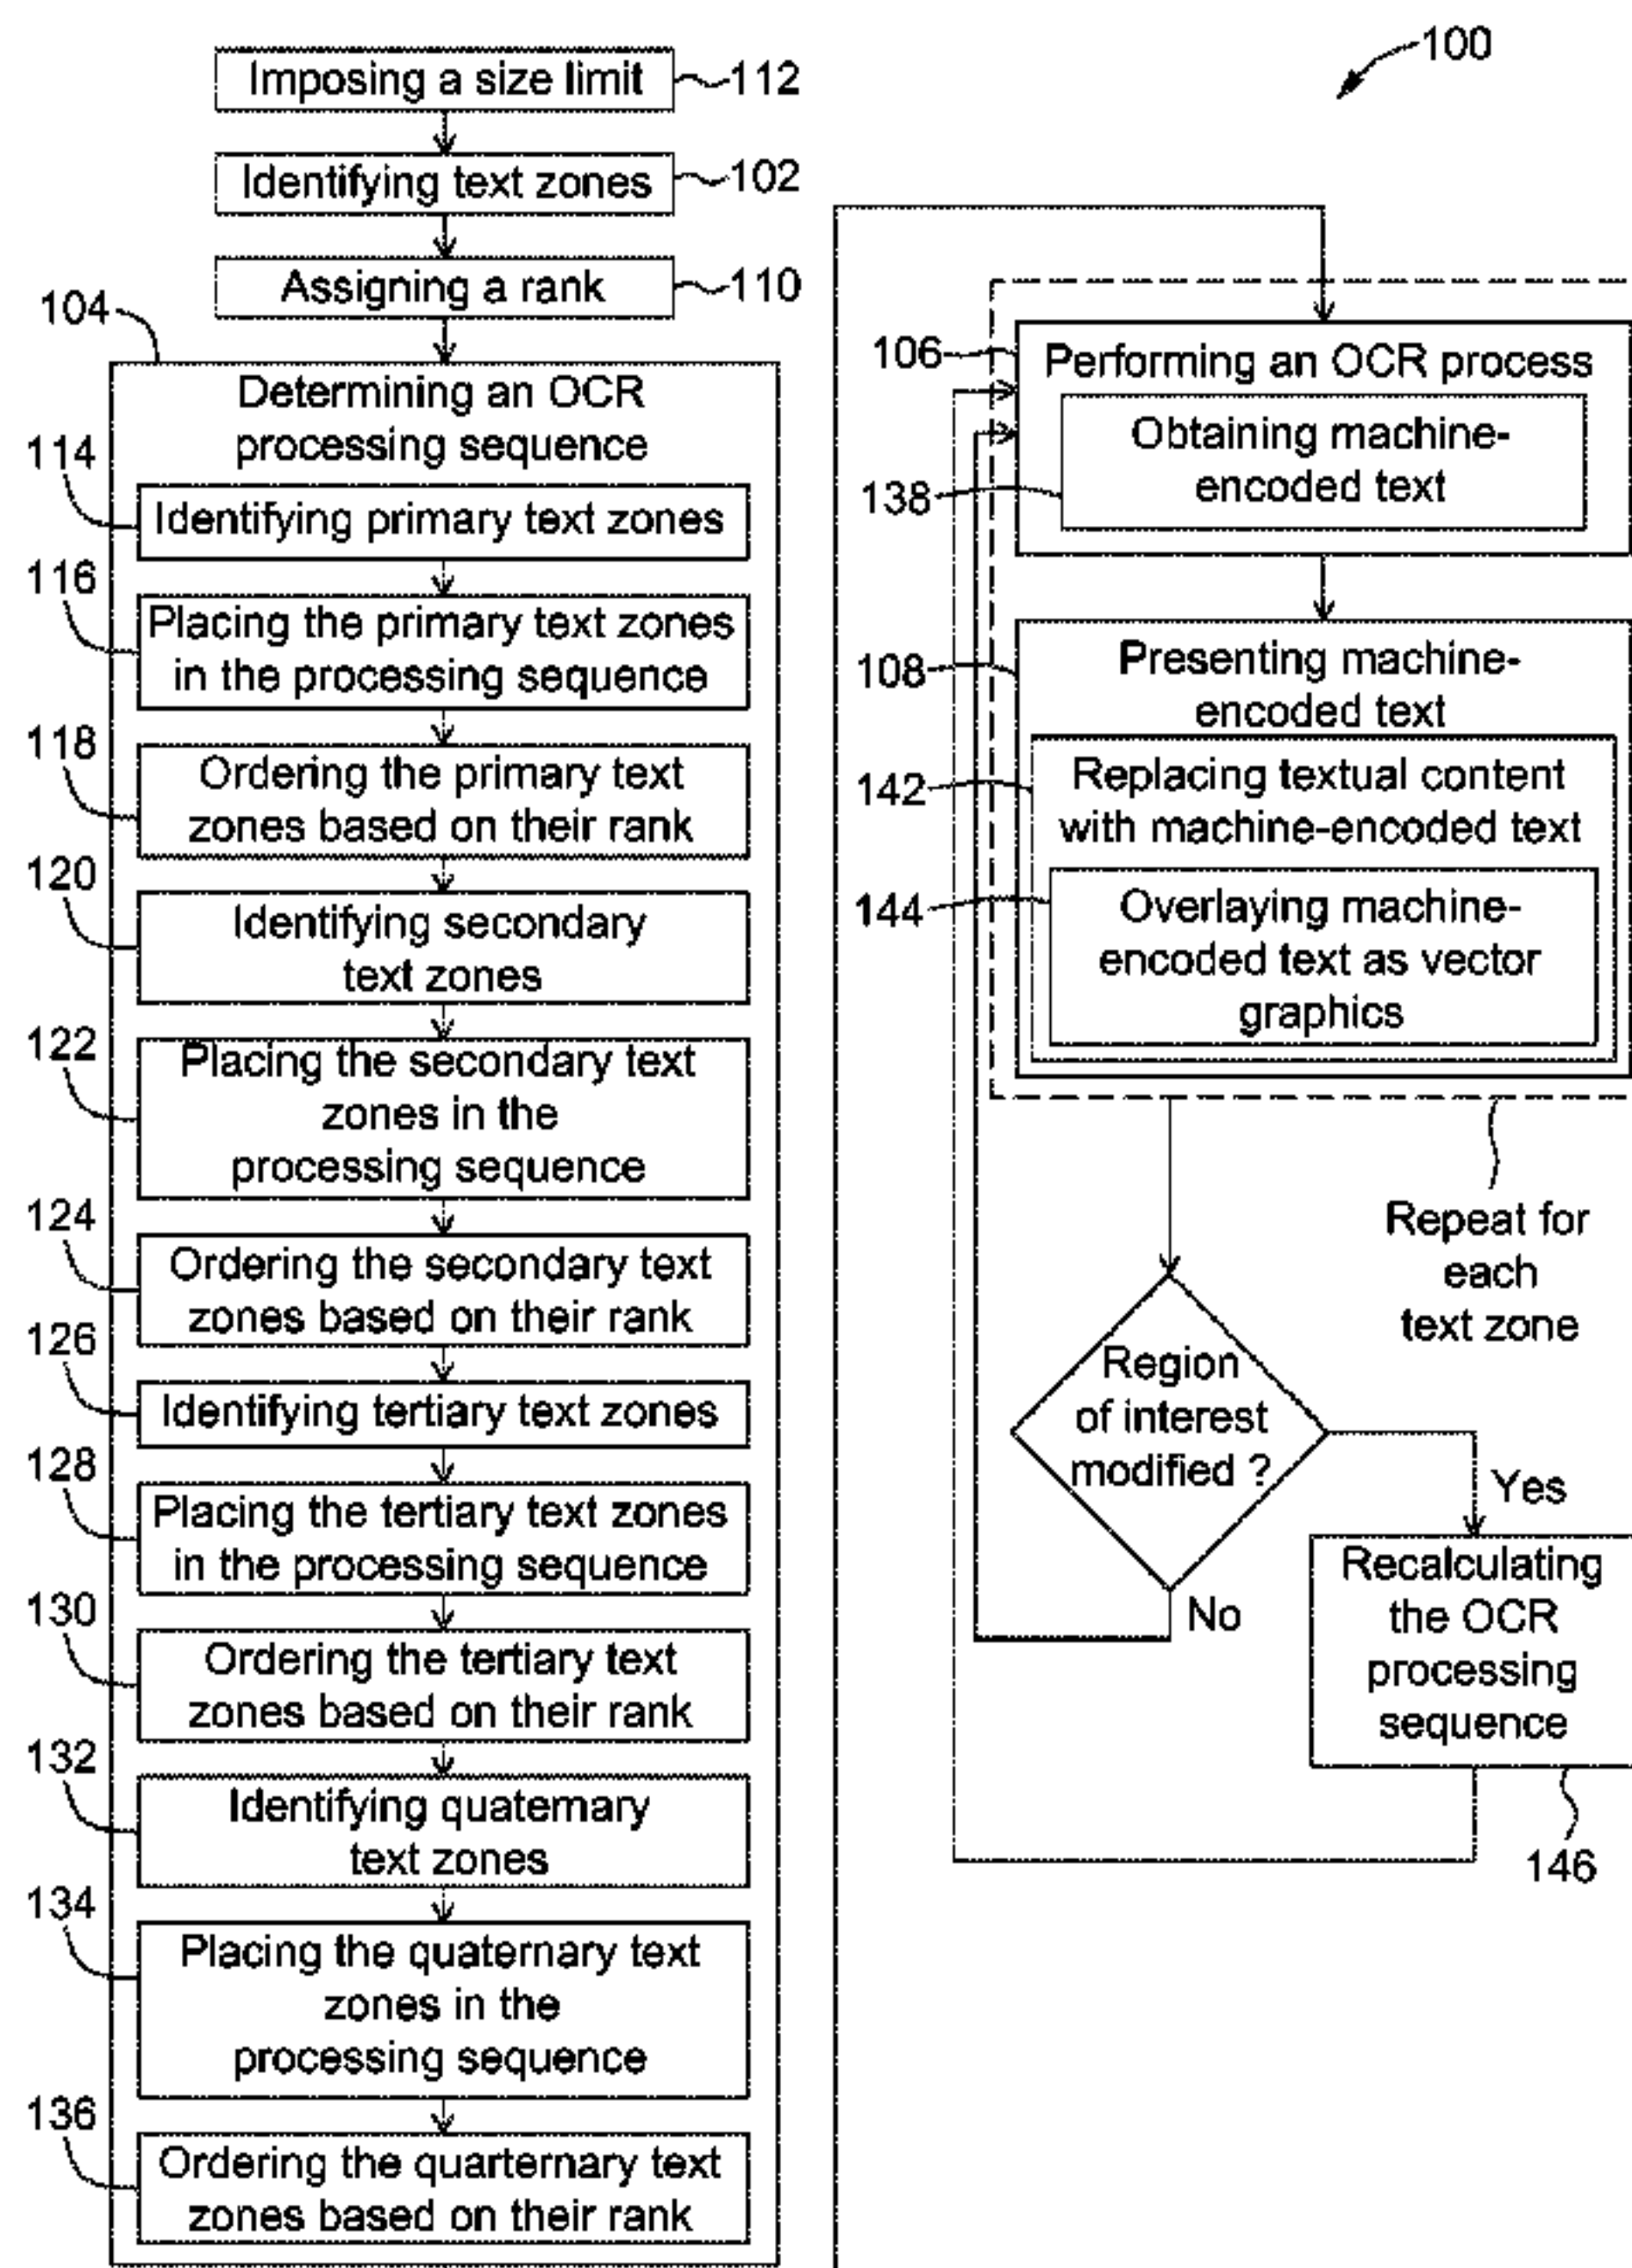 100
Imposing a size limit
112
Identifying text zones
102
Assigning a rank
110
104
Determining an OCR
processing sequence
114
Identifying primary text zones
116
Placing the primary text zones
in the processing sequence
118
Ordering the primary text
zones based on their rank
120
Identifying secondary
text zones
122
Placing the secondary text
zones in the
processing sequence
124
Ordering the secondary text
zones based on their rank
126
Identifying tertiary text zones
128
Placing the tertiary text zones
in the processing sequence
130
Ordering the tertiary text
zones based on their rank
132
Identifying quaternary
text zones
134
Placing the quaternary text
zones in the
processing sequence
136
Ordering the quarternary text
zones based on their rank
106
Performing an OCR process
Obtaining machine-
encoded text
138
108
Presenting machine-
encoded text
142
Replacing textual content
with machine-encoded text
144
Overlaying machine-
encoded text as vector
graphics
Repeat for
each
text zone
Region
of interest
modified ?
Yes
No
Recalculating
the OCR
processing
sequence
146